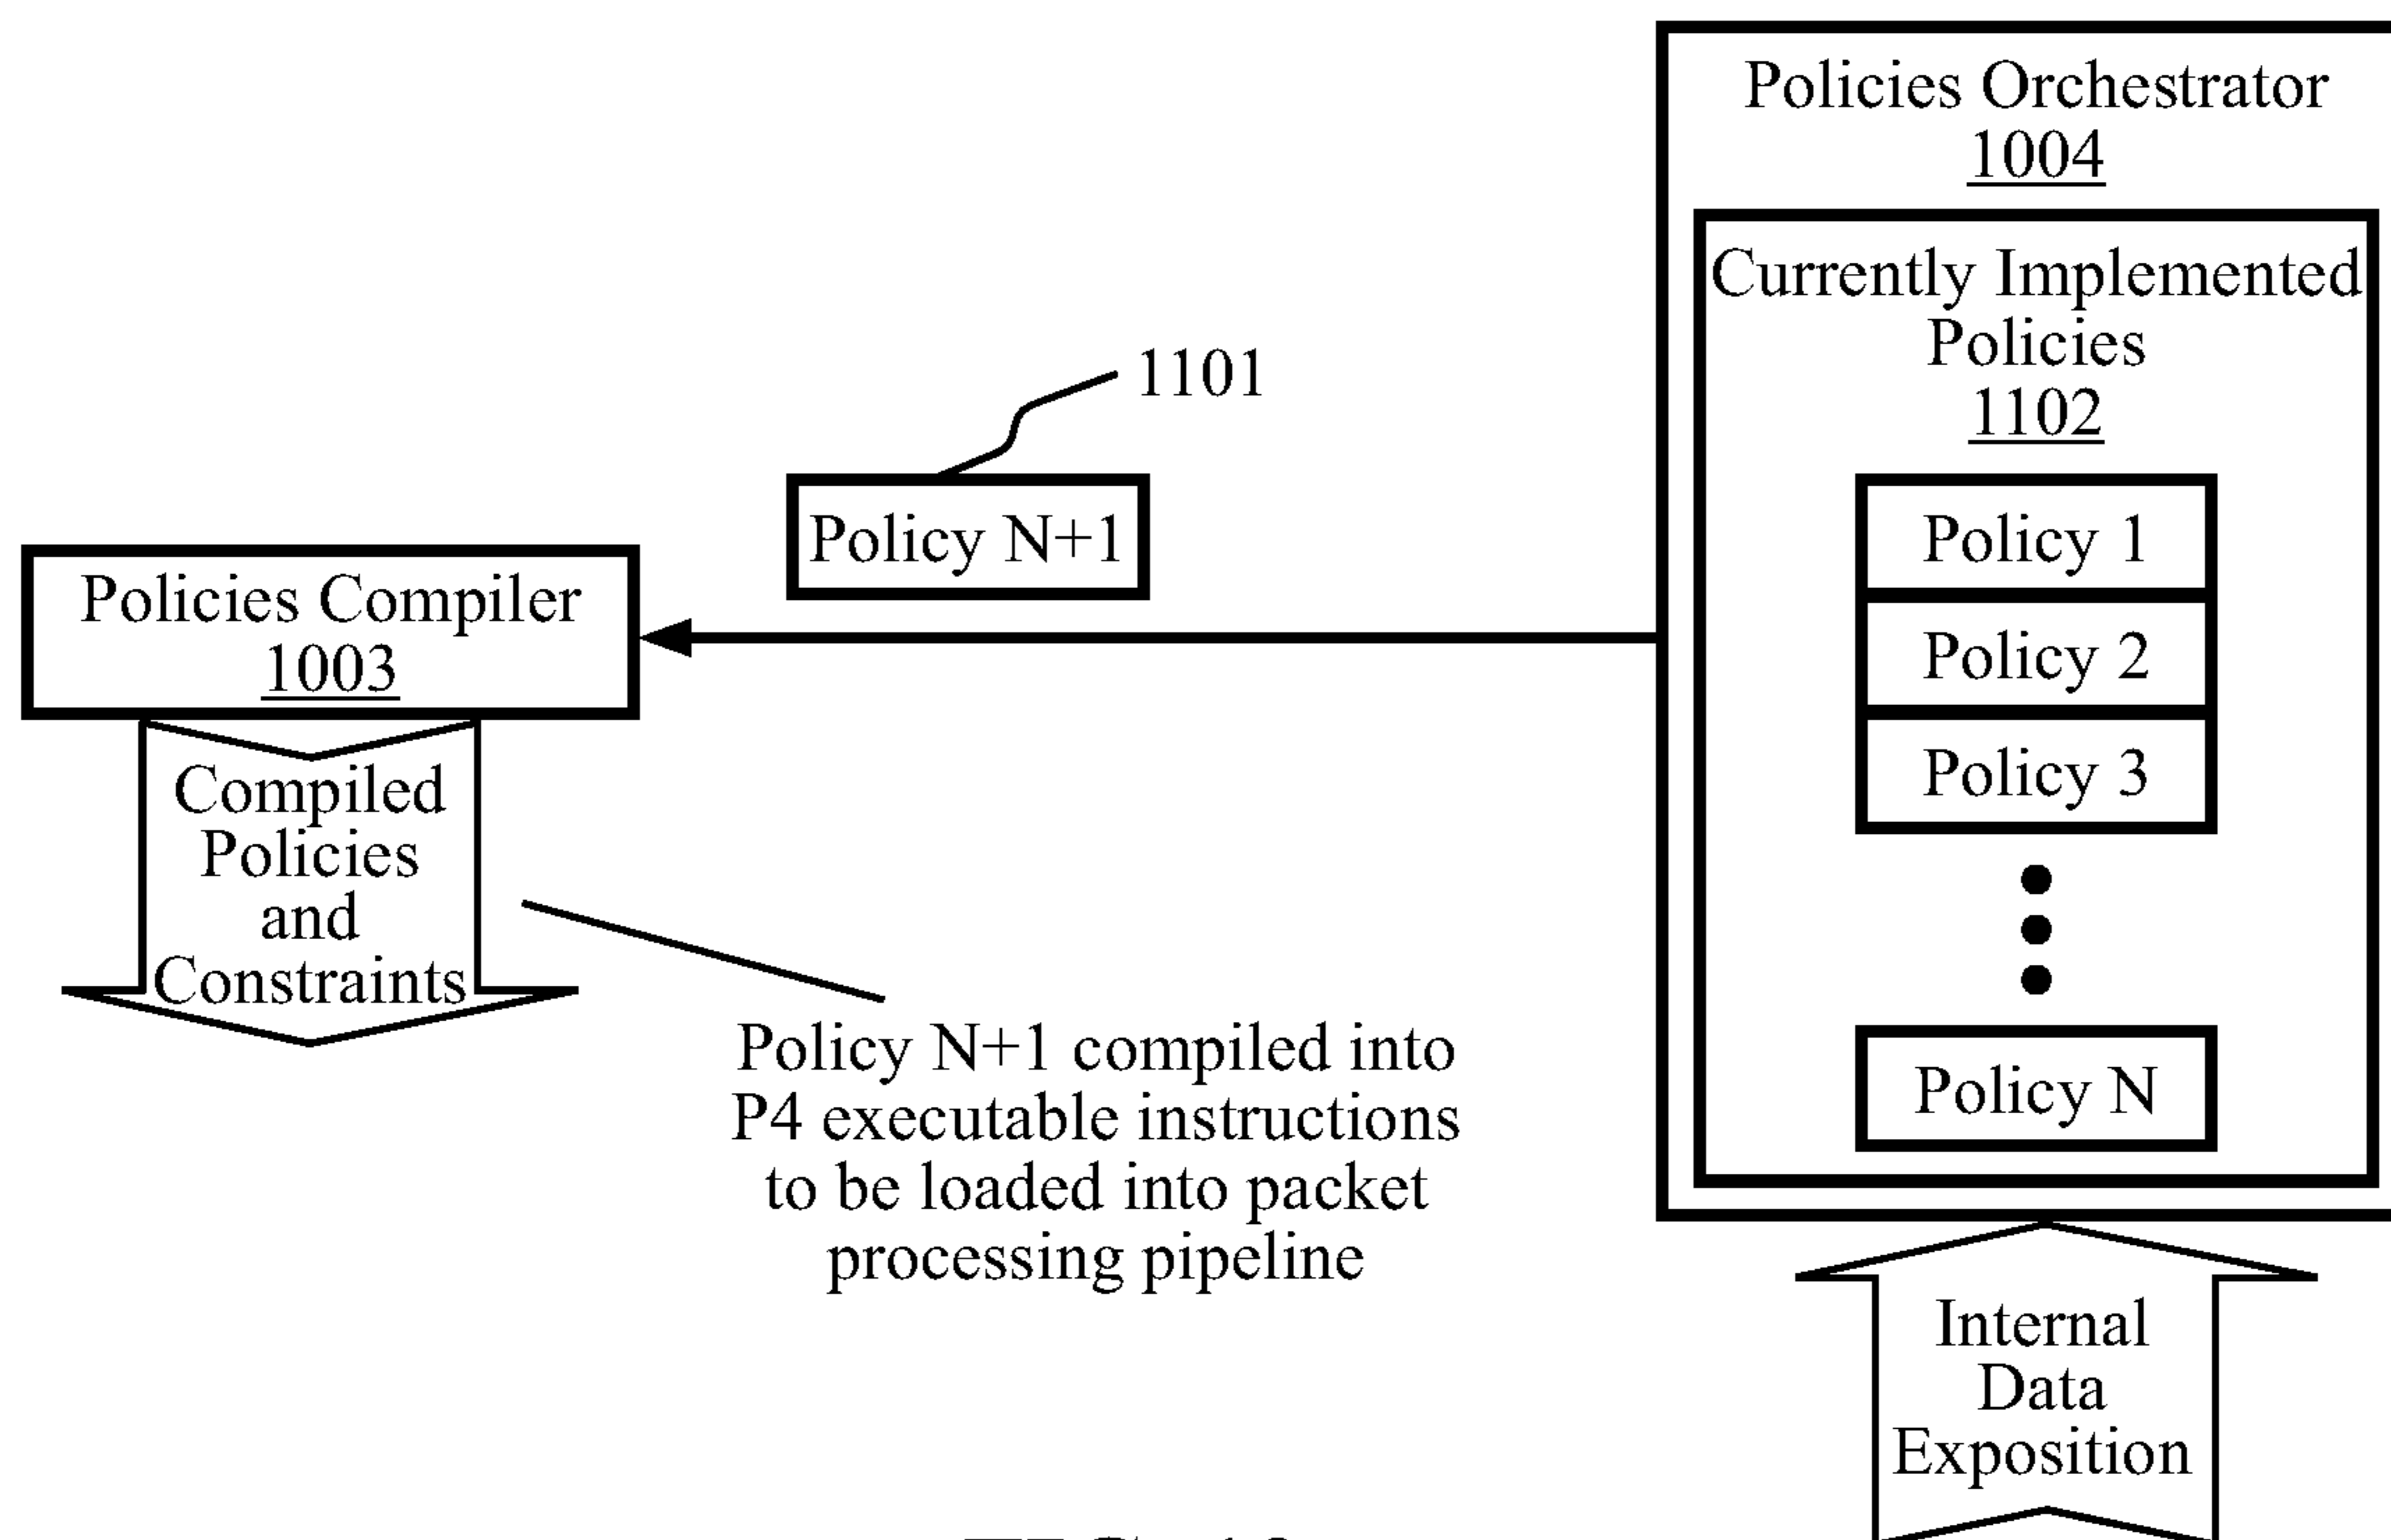 Policies Orchestrator
1004
Currently Implemented
Policies
1102
Policy 1
Policy 2
Policy 3
Policy N
1101
Policy N+1
Policies Compiler
1003
Compiled
Policies
and
Constraints
Policy N+1 compiled into
P4 executable instructions
to be loaded into packet
processing pipeline
Internal
Data
Exposition